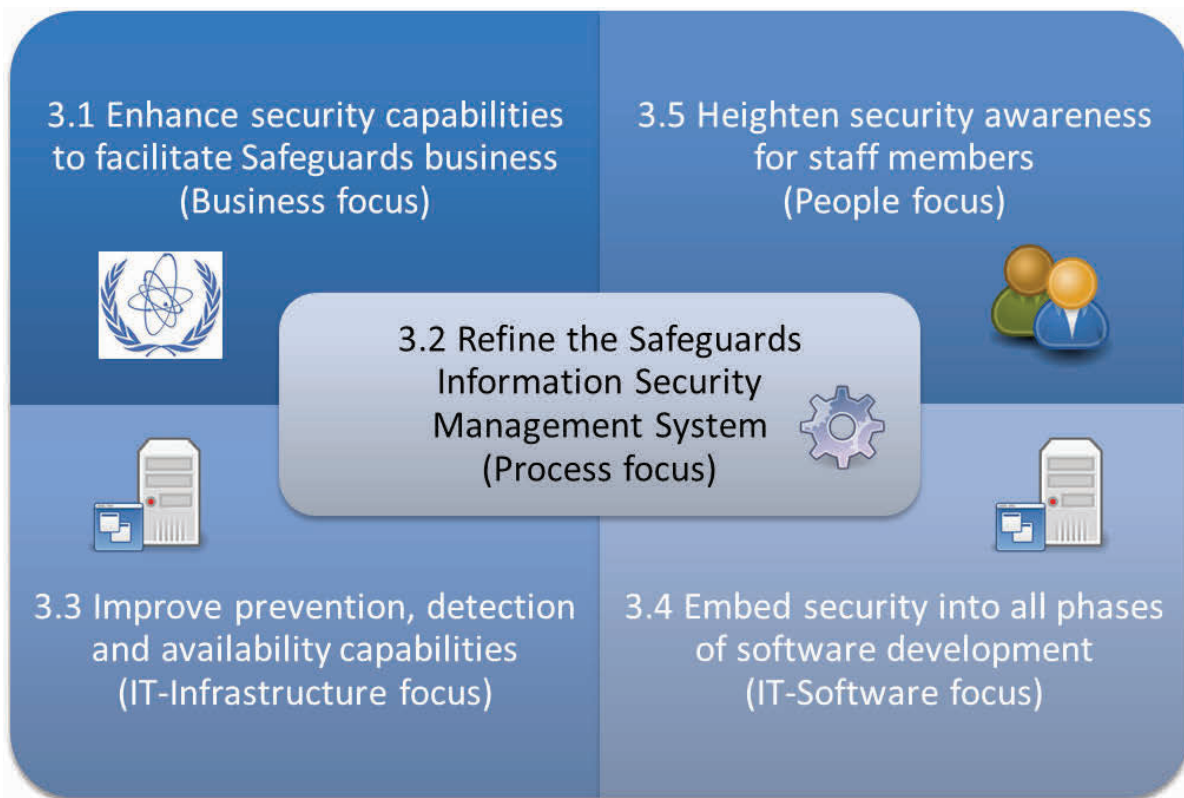 3.1 Enhance security capabilities
to facilitate Safeguards business
(Business focus)
3.5 Heighten security awareness
for staff members
(People focus)
3.2 Refine the Safeguards
Information Security
Management System
(Process focus)
3.3 Improve prevention, detection
and availability capabilities
(IT-Infrastructure focus)
3.4 Embed security into all phases
of software development
(IT-Software focus)